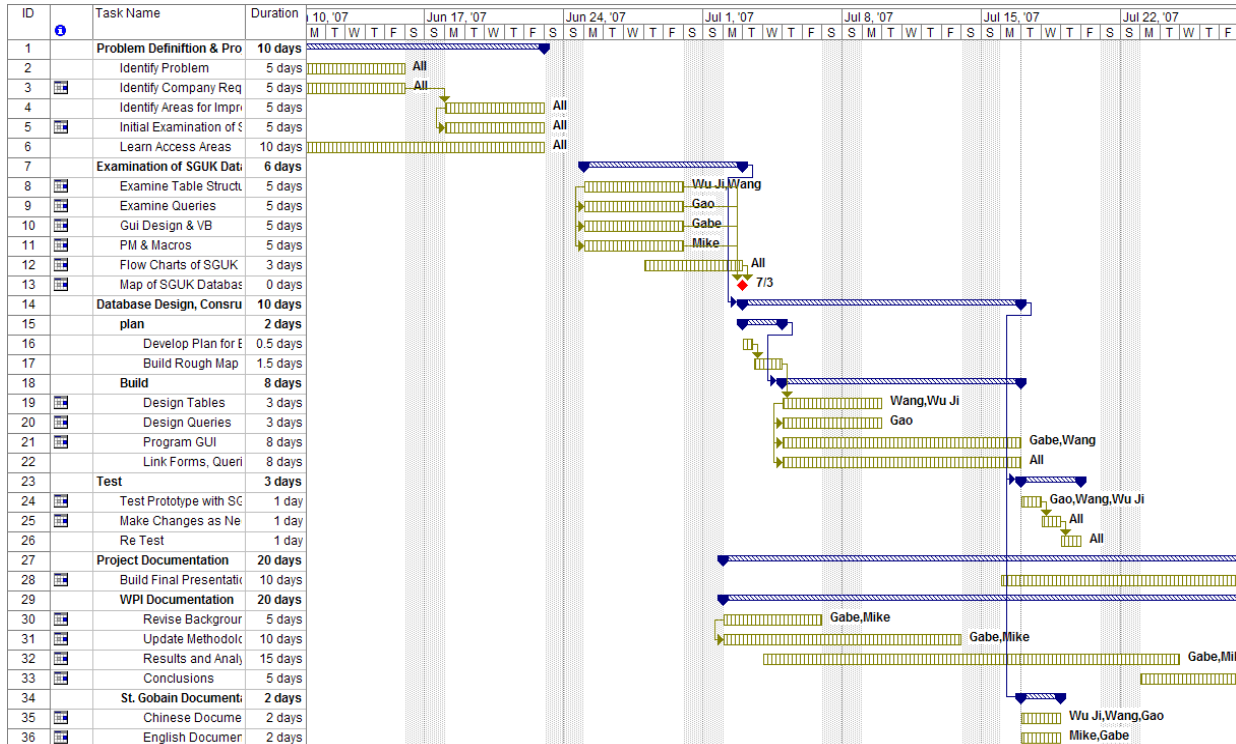 ID Task Name Duration 10, '07 Jun 17, '07 Jun 24, '07 Jul 1, '07 Jul 8, '07 Jul 15, '07 Jul 22, '07
M T W T F S S M T W T F S S M T W T F S S M T W T F S S M T W T F S S M T W T F S S M T W T F
1 Problem Definiftion & Pro 10 days
2 Identify Problem 5 days All
3 Identify Company Req 5 days All
4 Identify Areas for Impr 5 days All
5 Initial Examination of S 5 days All
6 Learn Access Areas 10 days All
7 Examination of SGUK Data 6 days
8 Examine Table Structu 5 days Wu Ji,Wang
9 Examine Queries 5 days Gao
10 Gui Design & VB 5 days Gabe
11 PM & Macros 5 days Mike
12 Flow Charts of SGUK 3 days All
13 Map of SGUK Databas 0 days 7/3
14 Database Design, Consru 10 days
15 plan 2 days
16 Develop Plan for E 0.5 days
17 Build Rough Map 1.5 days
18 Build 8 days
19 Design Tables 3 days Wang,Wu Ji
20 Design Queries 3 days Gao
21 Program GUI 8 days Gabe,Wang
22 Link Forms, Queri 8 days All
23 Test 3 days
24 Test Prototype with SG 1 day Gao,Wang,Wu Ji
25 Make Changes as Ne 1 day All
26 Re Test 1 day All
27 Project Documentation 20 days
28 Build Final Presentatic 10 days
29 WPI Documentation 20 days
30 Revise Backgrour 5 days Gabe,Mike
31 Update Methodolo 10 days Gabe,Mike
32 Results and Analy 15 days Gabe,Mil
33 Conclusions 5 days
34 St. Gobain Documenta 2 days
35 Chinese Docume 2 days Wu Ji,Wang,Gao
36 English Documer 2 days Mike,Gabe